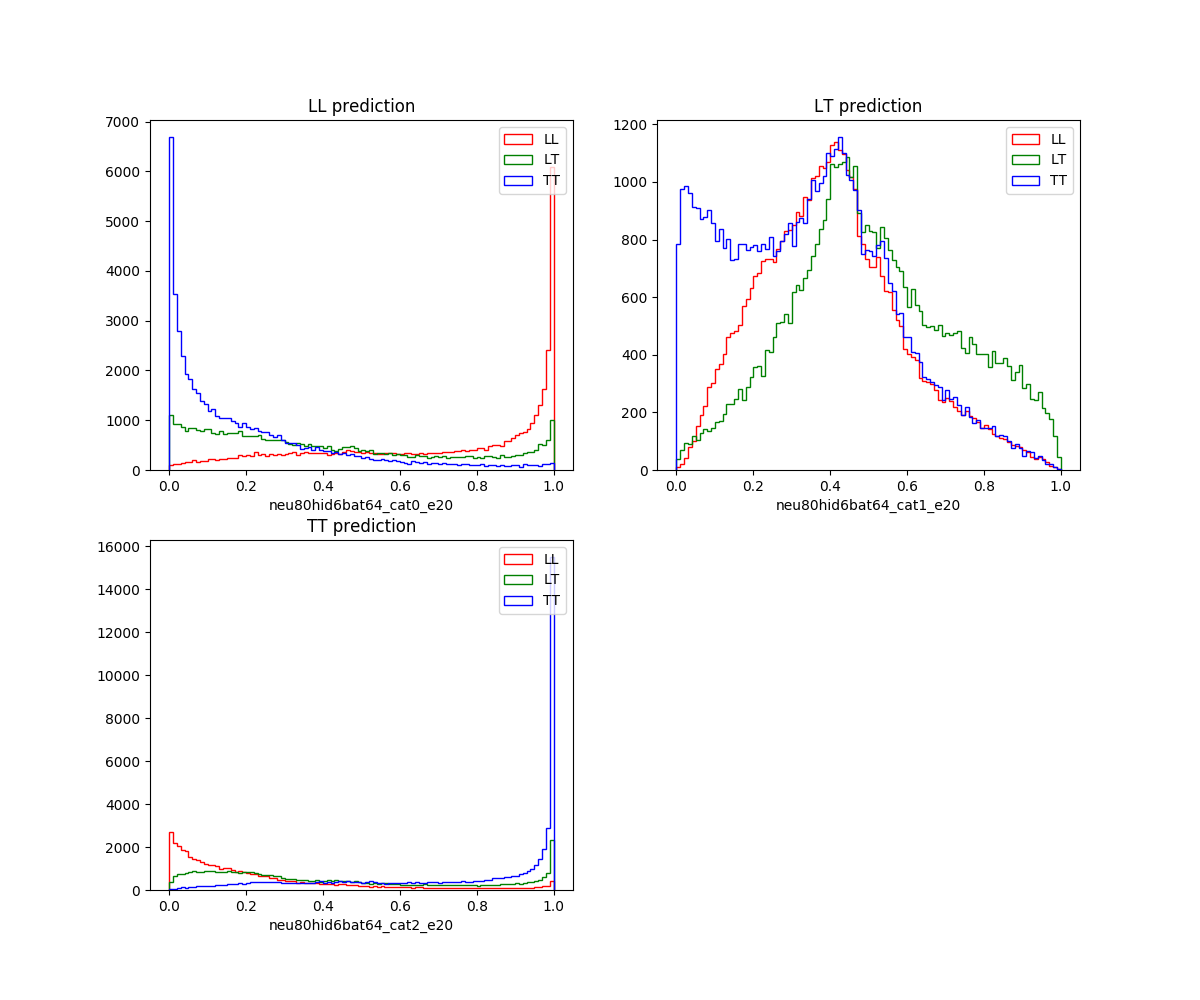 LL prediction
7000
6000
5000
4000
3000
2000
1000
0
LL
LT
TT
0.0 0.2 0.4 0.6 0.8 1.0
neu80hid6bat64_cat0_e20
LT prediction
1200
1000
800
600
400
200
0
LL
LT
TT
0.0 0.2 0.4 0.6 0.8 1.0
neu80hid6bat64_cat1_e20
TT prediction
16000
14000
12000
10000
8000
6000
4000
2000
0
LL
LT
TT
0.0 0.2 0.4 0.6 0.8 1.0
neu80hid6bat64_cat2_e20